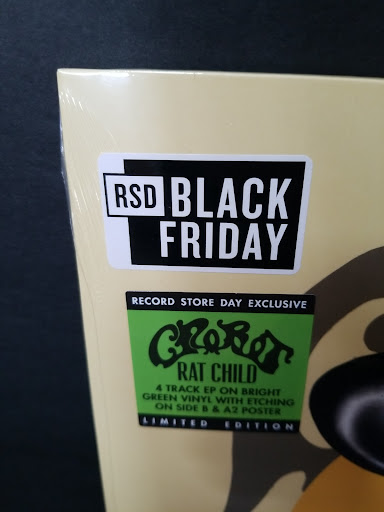 RSD BLACK
FRIDAY
RECORD STORE DAY EXCLUSIVE
CROBOT
RAT CHILD
4 TRACK EP ON BRIGHT
GREEN VINYL WITH ETCHING
ON SIDE B & A2 POSTER
LIMITED EDITION